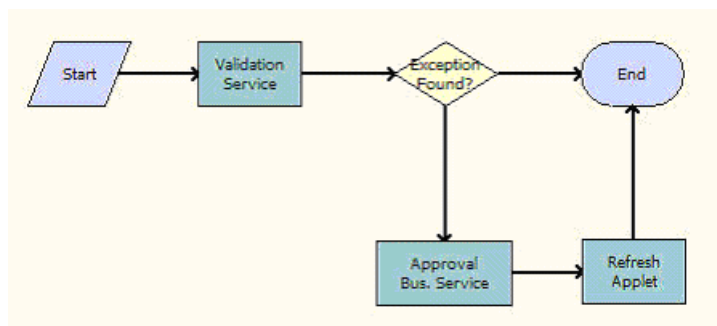 Start
Validation
Service
Exception
Found?
End
Approval
Bus. Service
Refresh
Applet